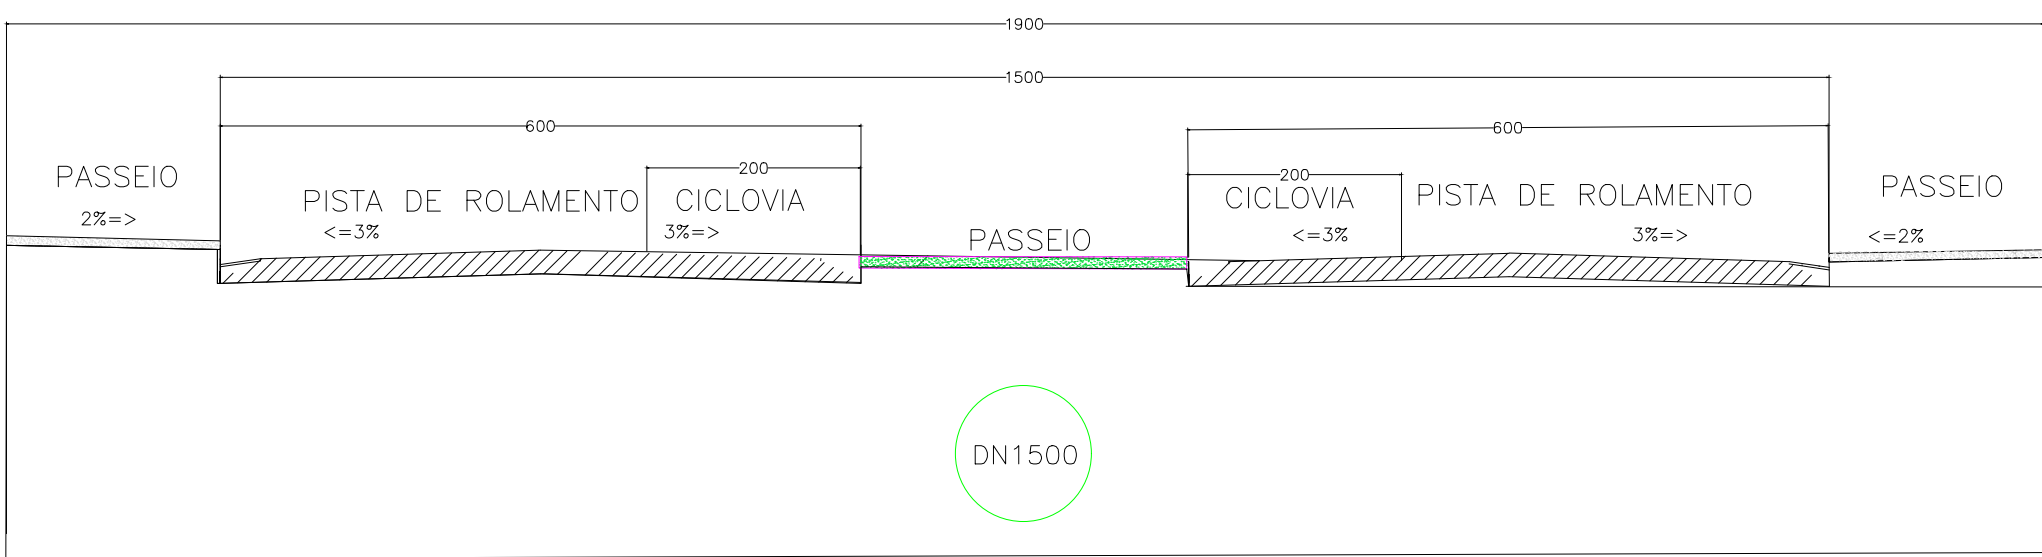 1900
1500
600
600
200
200
PASSEIO
PISTA DE ROLAMENTO
CICLOVIA
CICLOVIA
PISTA DE ROLAMENTO
PASSEIO
2%=>
<=3%
3%=>
PASSEIO
<=3%
3%=>
<=2%
DN1500